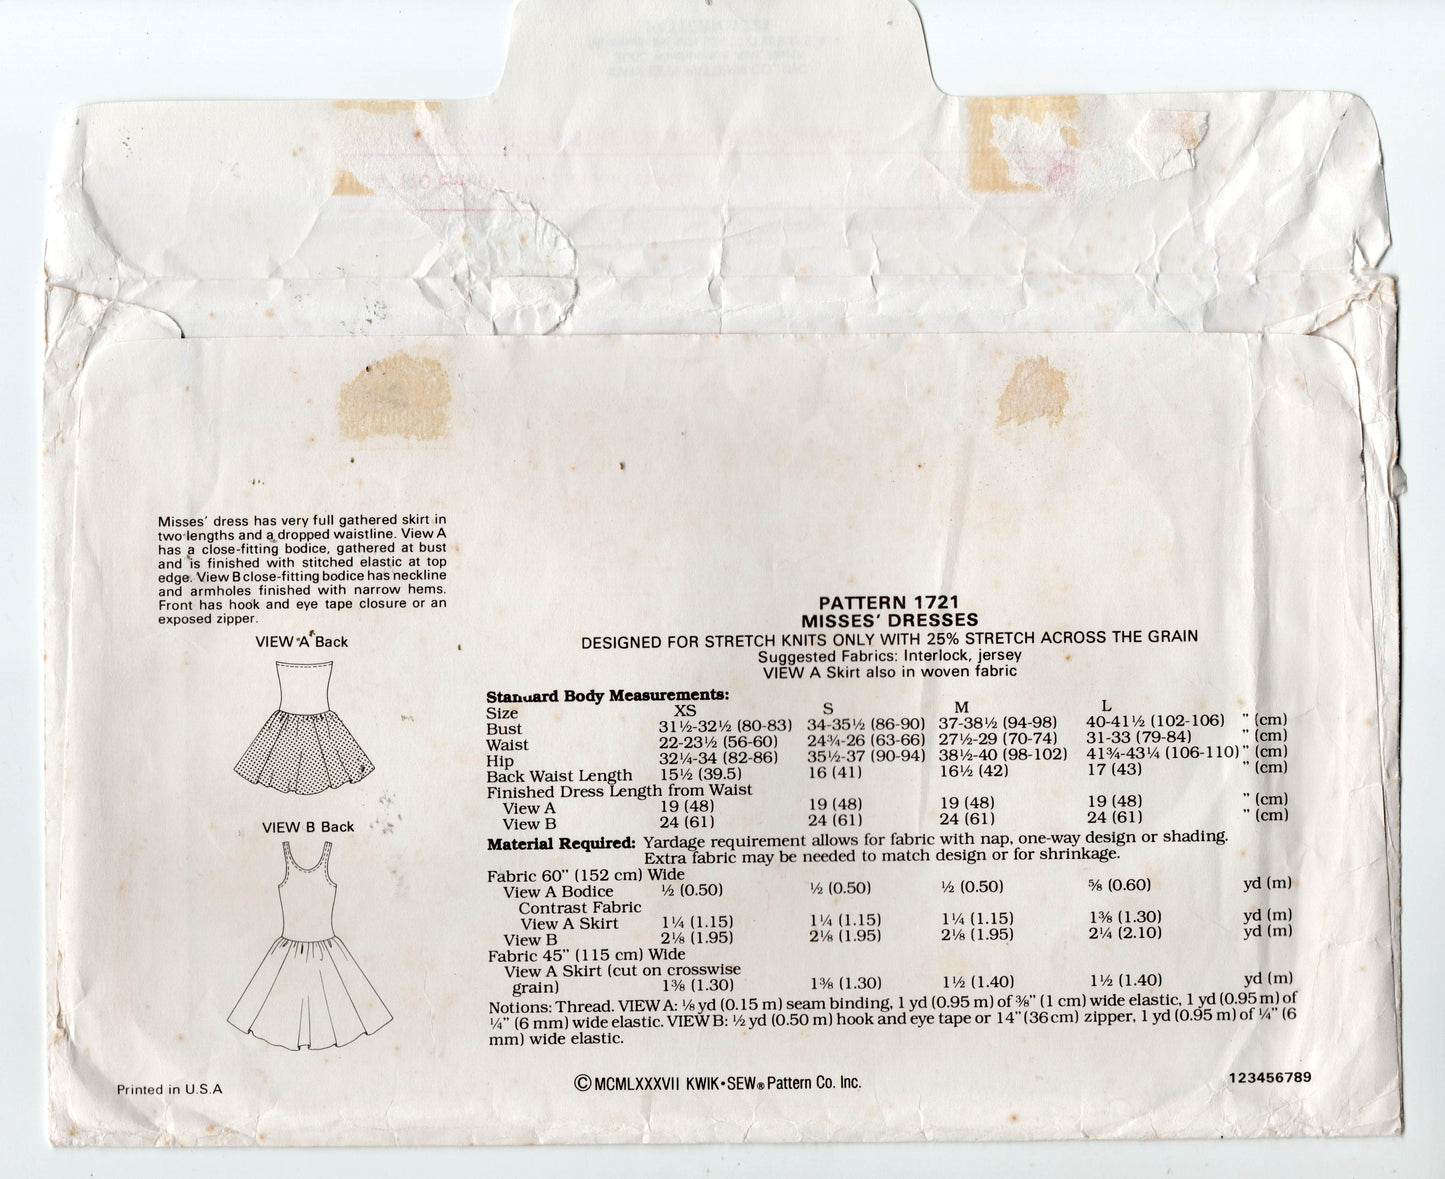 Misses' dress has very full gathered skirt in
two lengths and a dropped waistline. View A
has a close-fitting bodice, gathered at bust
and is finished with stitched elastic at top
edge. View B close-fitting bodice has neckline
and armholes finished with narrow hems.
Front has hook and eye tape closure or an
exposed zipper.
VIEW A Back
VIEW B Back
PATTERN 1721
MISSES' DRESSES
DESIGNED FOR STRETCH KNITS ONLY WITH 25% STRETCH ACROSS THE GRAIN
Suggested Fabrics: Interlock, jersey
VIEW A Skirt also in woven fabric
Standard Body Measurements:
Size XS S M L
Bust 31½-32½ (80-83) 34-35½ (86-90) 37-38½ (94-98) 40-41½ (102-106) " (cm)
Waist 22-23½ (56-60) 24¾-26 (63-66) 27½-29 (70-74) 31-33 (79-84) " (cm)
Hip 32¼-34 (82-86) 35½-37 (90-94) 38½-40 (98-102) 41¾-43¼ (106-110) " (cm)
Back Waist Length 15½ (39.5) 16 (41) 16½ (42) 17 (43) " (cm)
Finished Dress Length from Waist
View A 19 (48) 19 (48) 19 (48) 19 (48) " (cm)
View B 24 (61) 24 (61) 24 (61) 24 (61) " (cm)
Material Required: Yardage requirement allows for fabric with nap, one-way design or shading.
Extra fabric may be needed to match design or for shrinkage.
Fabric 60" (152 cm) Wide
View A Bodice ½ (0.50) ½ (0.50) ½ (0.50) ⅝ (0.60) yd (m)
Contrast Fabric
View A Skirt 1¼ (1.15) 1¼ (1.15) 1¼ (1.15) 1⅜ (1.30) yd (m)
View B 2⅛ (1.95) 2⅛ (1.95) 2⅛ (1.95) 2¼ (2.10) yd (m)
Fabric 45" (115 cm) Wide
View A Skirt (cut on crosswise
grain) 1⅜ (1.30) 1⅜ (1.30) 1½ (1.40) 1½ (1.40) yd (m)
Notions: Thread. VIEW A: ⅛ yd (0.15 m) seam binding, 1 yd (0.95 m) of ⅜" (1 cm) wide elastic, 1 yd (0.95 m) of
¼" (6 mm) wide elastic. VIEW B: ½ yd (0.50 m) hook and eye tape or 14" (36 cm) zipper, 1 yd (0.95 m) of ¼" (6
mm) wide elastic.
Printed in U.S.A
© MCMLXXXVII KWIK•SEW® Pattern Co. Inc.
123456789